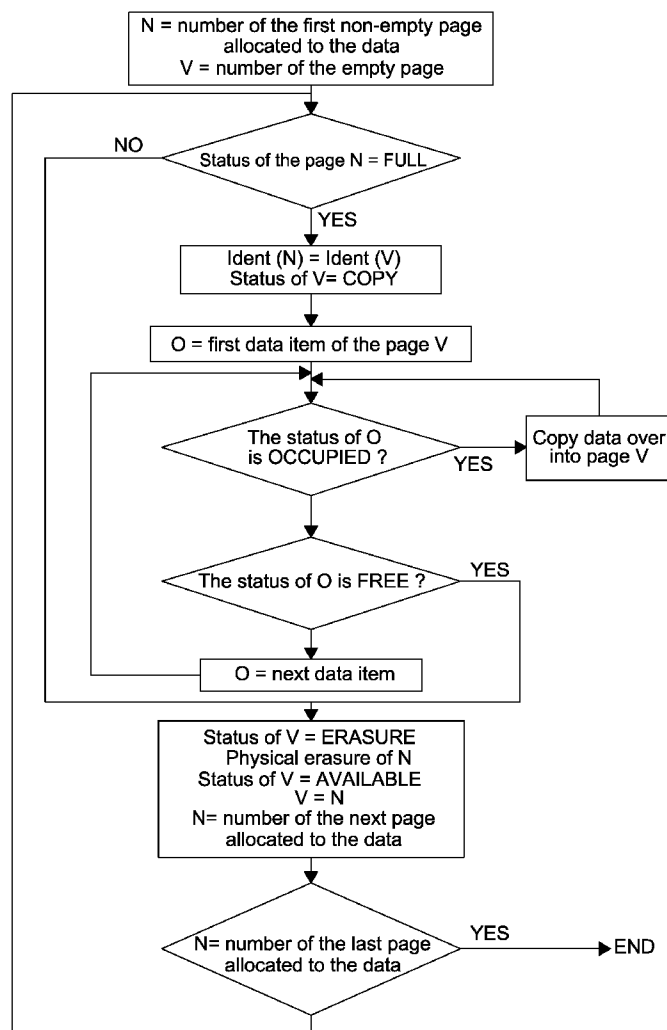 N = number of the first non-empty page
allocated to the data
V = number of the empty page
NO
Status of the page N = FULL
YES
Ident (N) = Ident (V)
Status of V= COPY
O = first data item of the page V
The status of O
is OCCUPIED ?
YES
Copy data over
into page V
The status of O is FREE ?
YES
O = next data item
Status of V = ERASURE
Physical erasure of N
Status of V = AVAILABLE
V = N
N= number of the next page
allocated to the data
N= number of the last page
allocated to the data
YES
END